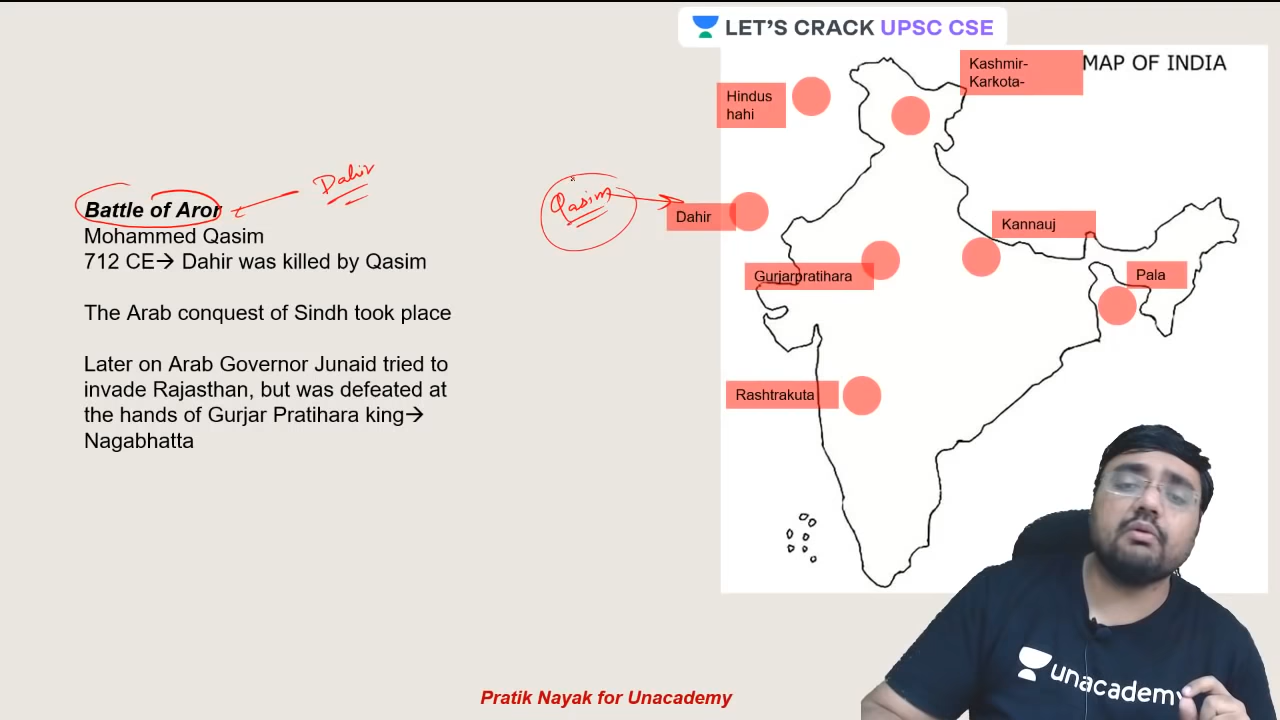 LET'S CRACK UPSC CSE
MAP OF INDIA
Kashmir-
Karkota-
Hindus
hahi
Dahir
Qasim
Dahir
Battle of Aror
Mohammed Qasim
712 CE→ Dahir was killed by Qasim
The Arab conquest of Sindh took place
Later on Arab Governor Junaid tried to
invade Rajasthan, but was defeated at
the hands of Gurjar Pratihara king→
Nagabhatta
Kannauj
Gurjarpratihara
Pala
Rashtrakuta
unacademy
Pratik Nayak for Unacademy